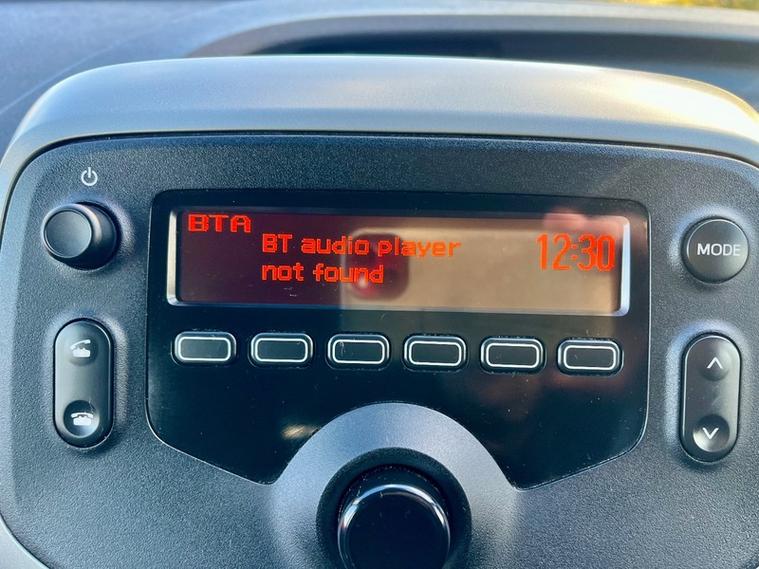 BTA
BT audio player
12:30
not found
MODE